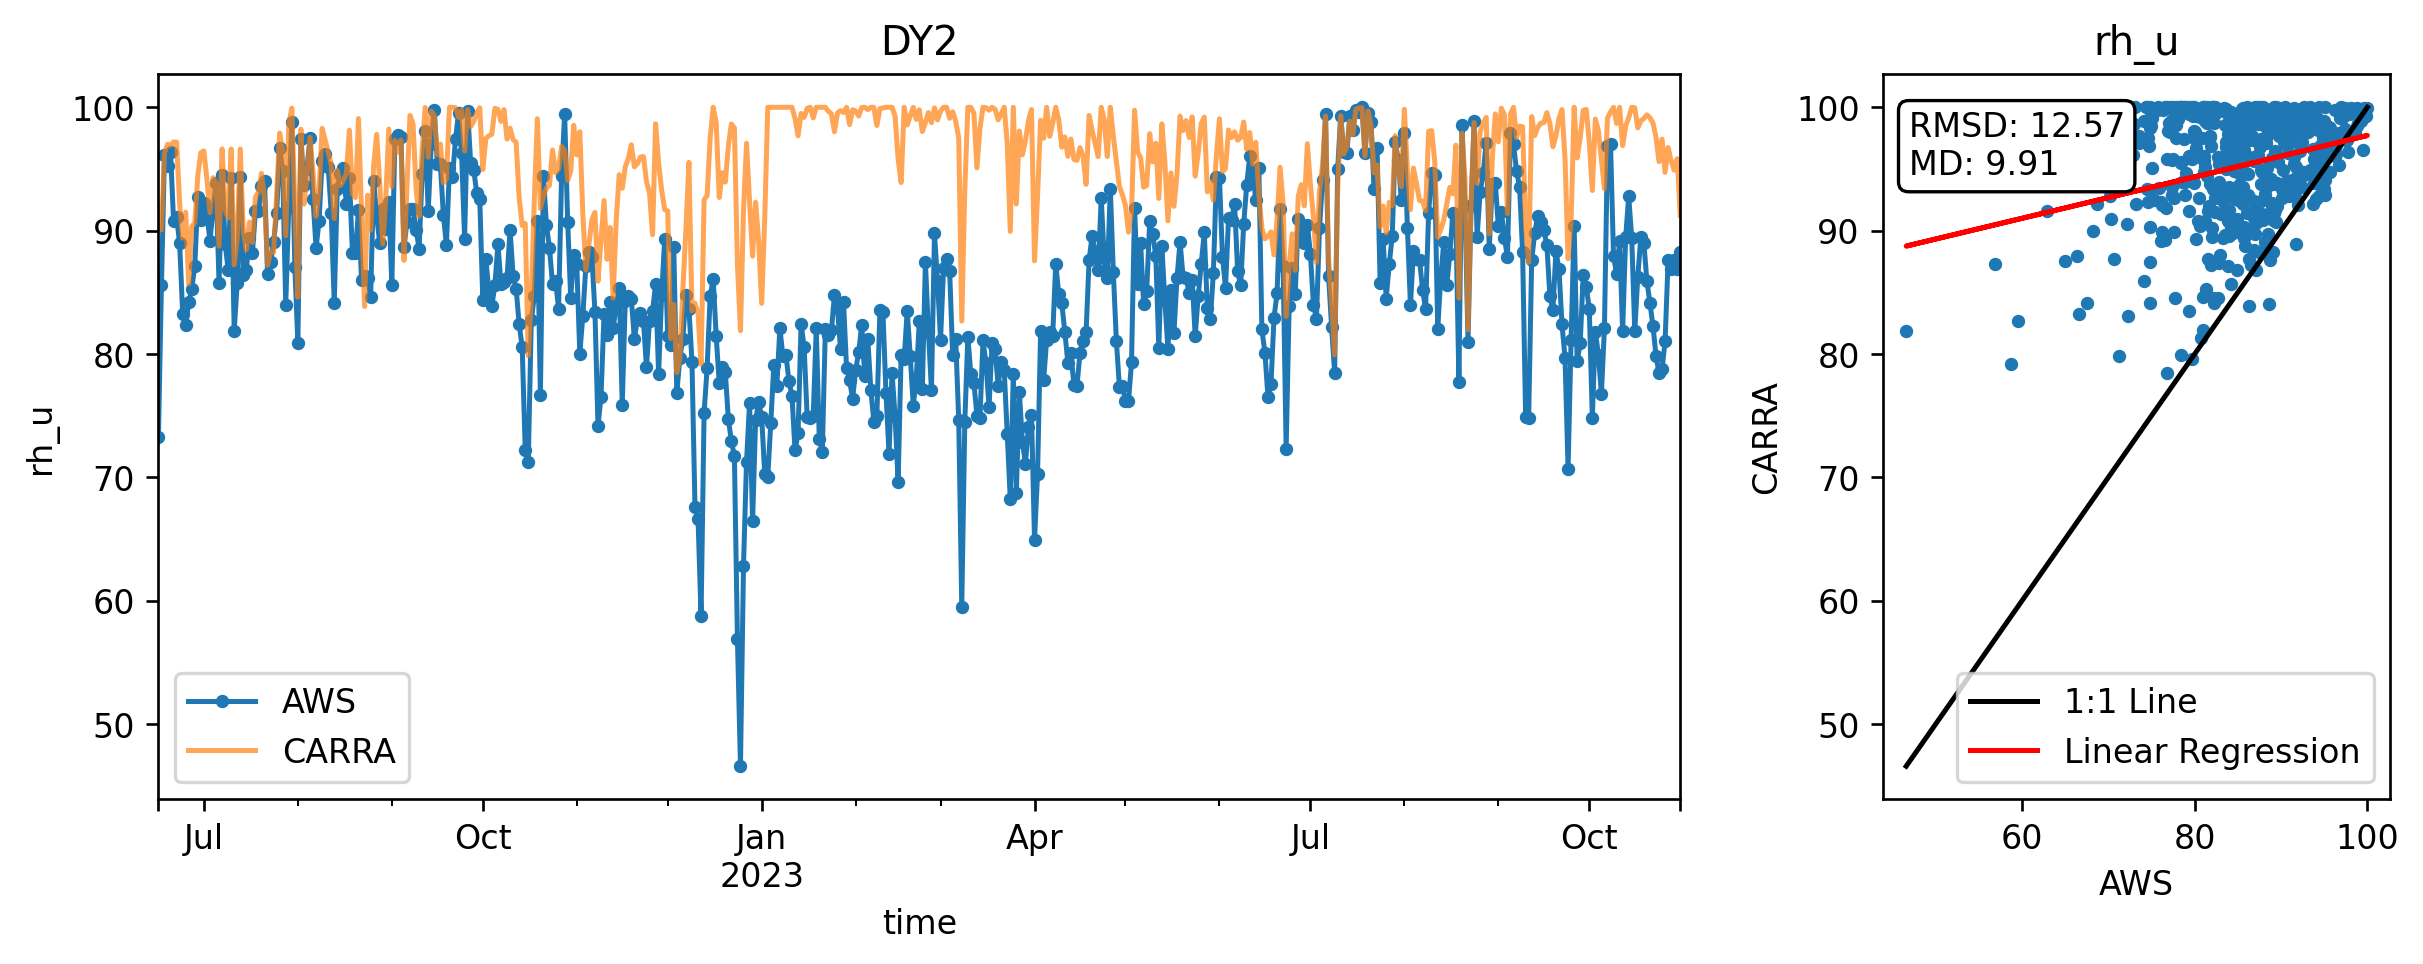 DY2
100
90
80
70
60
50
rh_u
AWS
CARRA
Jul
Oct
Jan
2023
Apr
Jul
Oct
time
rh_u
RMSD: 12.57
MD: 9.91
100
90
80
70
60
50
CARRA
1:1 Line
Linear Regression
60
80
100
AWS